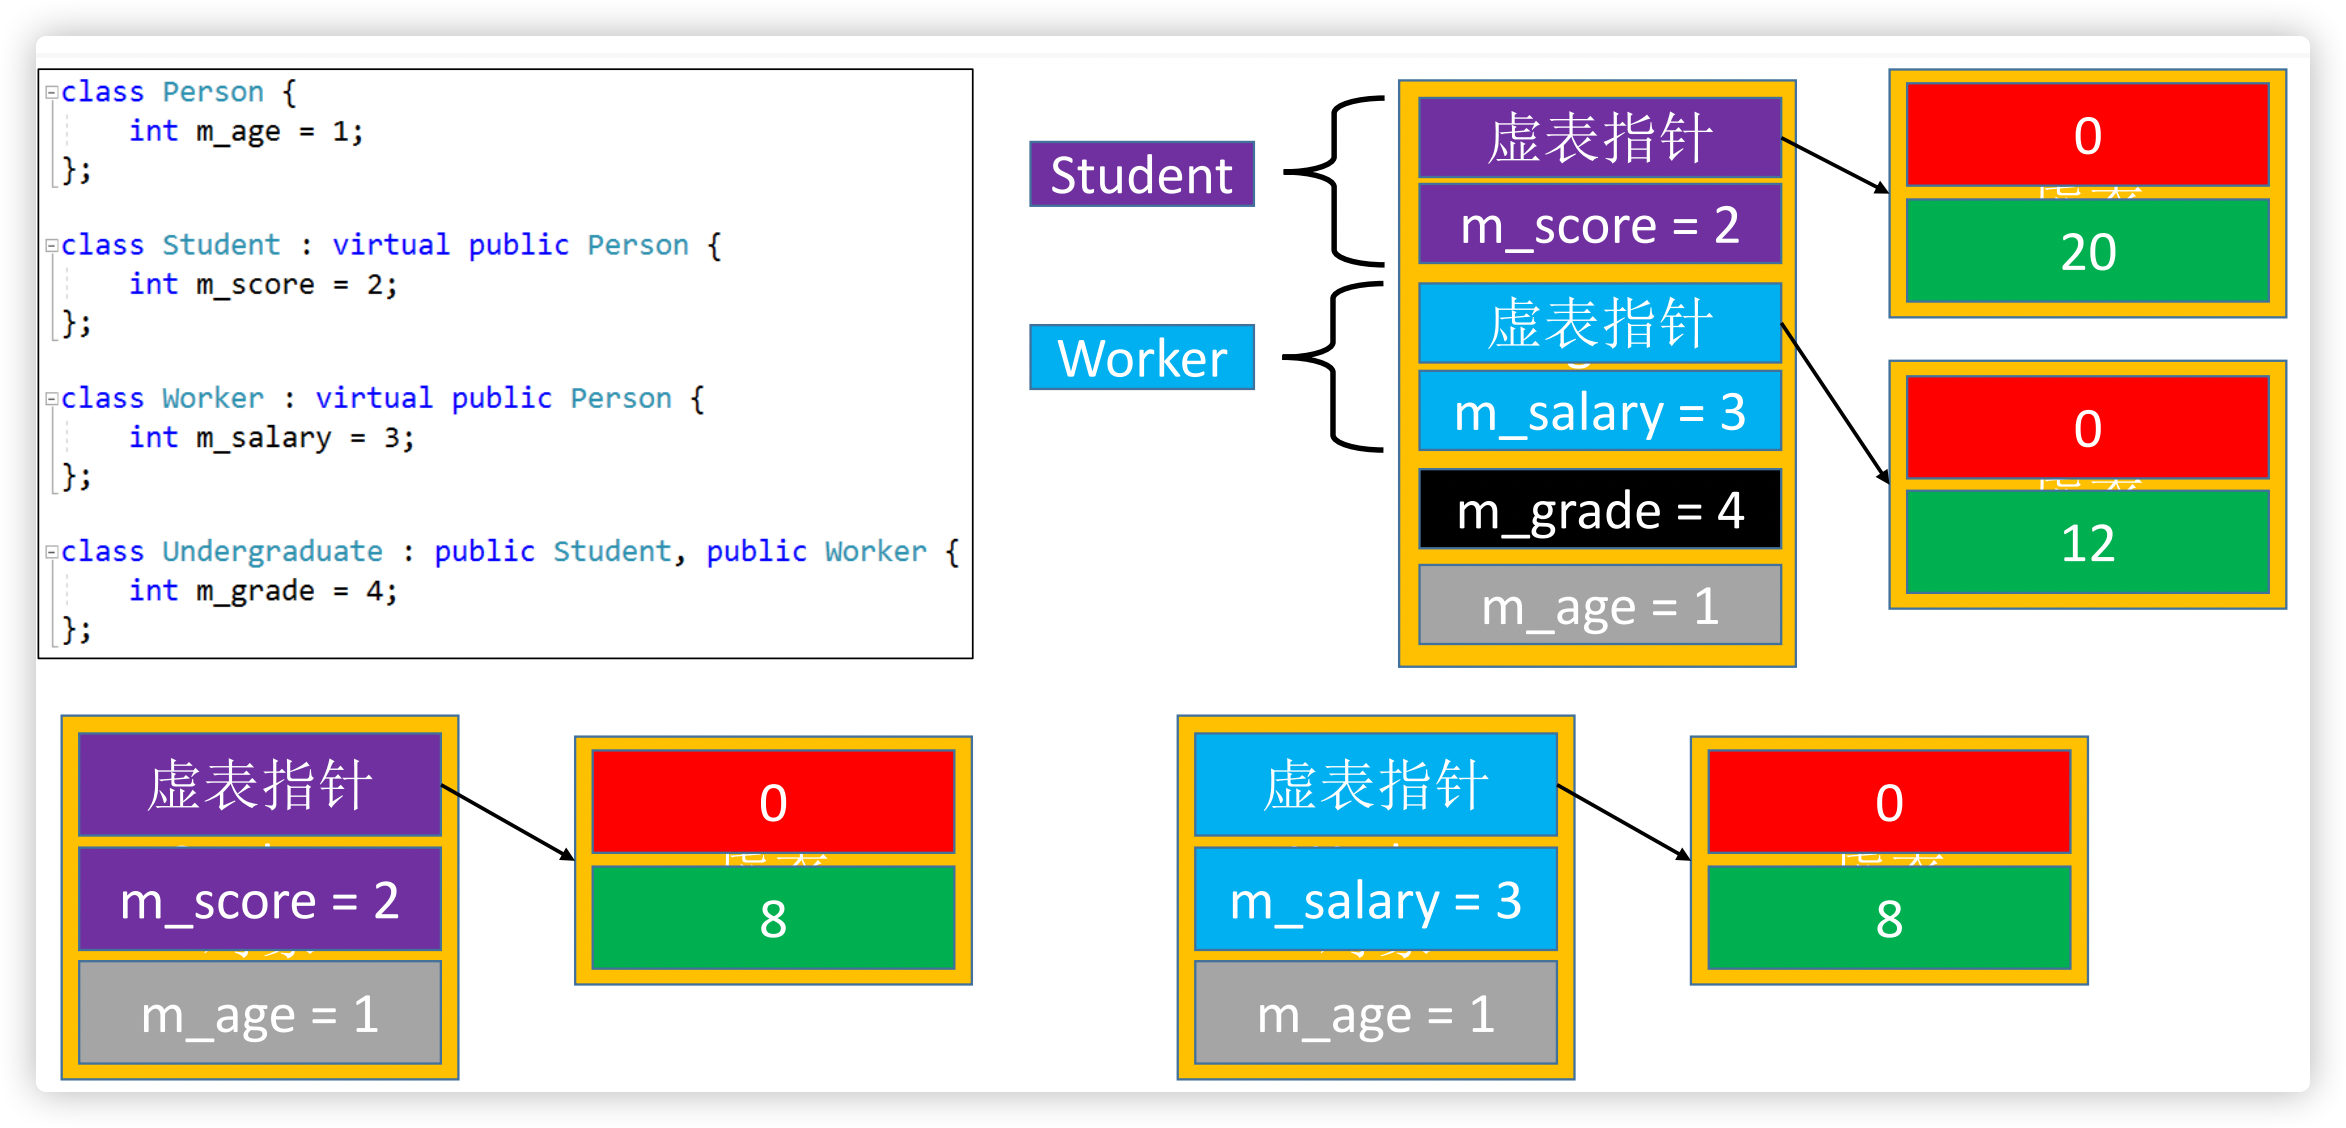 class Person {
int m_age = 1;
};
class Student : virtual public Person {
int m_score = 2;
};
class Worker : virtual public Person {
int m_salary = 3;
};
class Undergraduate : public Student, public Worker {
int m_grade = 4;
};
Student
Worker
虚表指针
m_score = 2
虚表指针
m_salary = 3
m_grade = 4
m_age = 1
0
20
0
12
虚表指针
m_score = 2
m_age = 1
0
8
虚表指针
m_salary = 3
m_age = 1
0
8